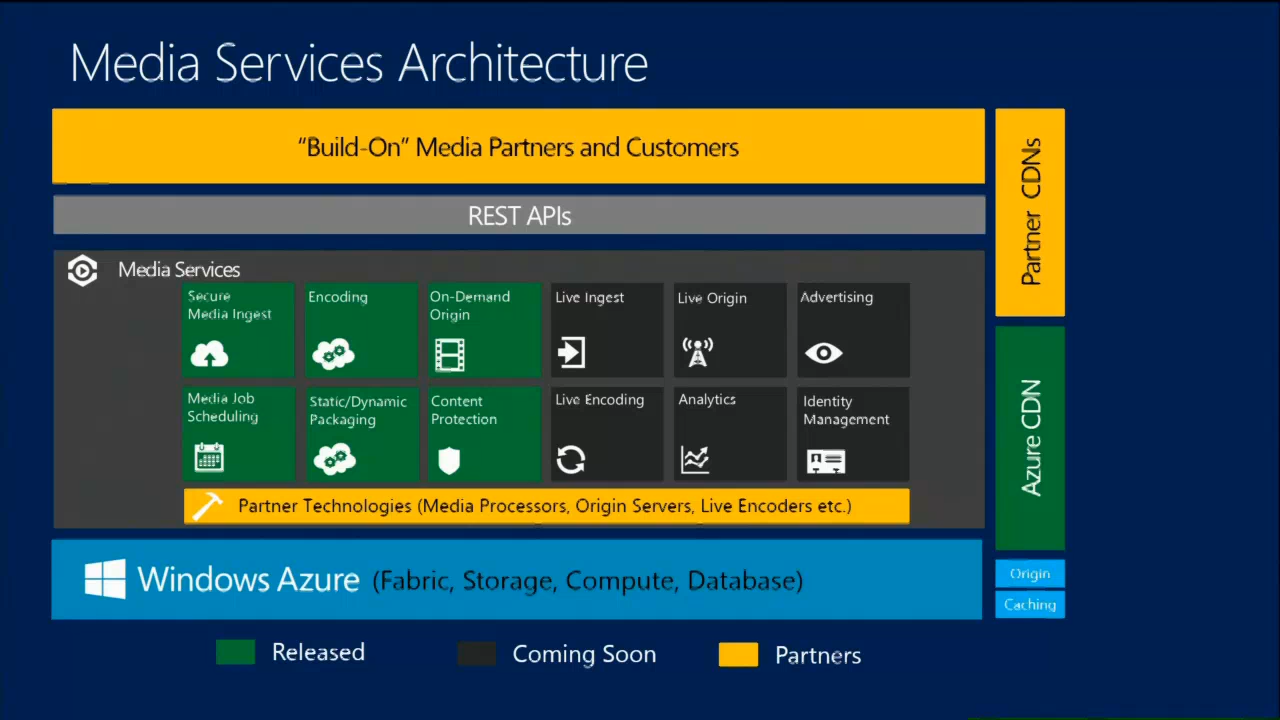 Media Services Architecture
“Build-On” Media Partners and Customers
REST APIs
Media Services
Secure
Media Ingest
Encoding
On-Demand
Origin
Live Ingest
Live Origin
Advertising
Media Job
Scheduling
Static/Dynamic
Packaging
Content
Protection
Live Encoding
Analytics
Identity
Management
Partner Technologies (Media Processors, Origin Servers, Live Encoders etc.)
Windows Azure (Fabric, Storage, Compute, Database)
Partner CDNs
Azure CDN
Origin
Caching
Released
Coming Soon
Partners